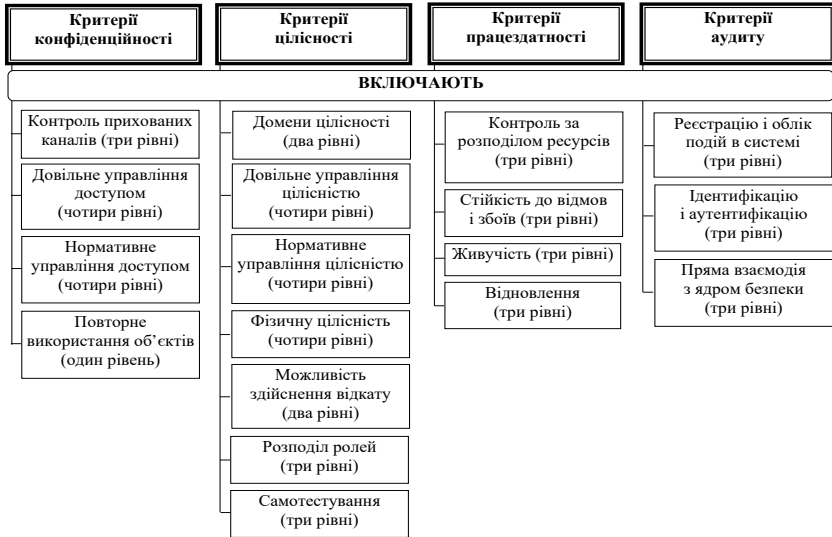 Критерії
конфіденційності
Критерії
цілісності
Критерії
працездатності
Критерії
аудиту
ВКЛЮЧАЮТЬ
Контроль прихованих
каналів (три рівні)
Довільне управління
доступом
(чотири рівні)
Нормативне
управління доступом
(чотири рівні)
Повторне
використання об’єктів
(один рівень)
Домени цілісності
(два рівні)
Довільне управління
цілісністю
(чотири рівні)
Нормативне
управління цілісністю
(чотири рівні)
Фізичну цілісність
(чотири рівні)
Можливість
здійснення відкату
(два рівні)
Розподіл ролей
(три рівні)
Самотестування
(три рівні)
Контроль за
розподілом ресурсів
(три рівні)
Стійкість до відмов
і збоїв (три рівні)
Живучість (три рівні)
Відновлення
(три рівні)
Реєстрацію і облік
подій в системі
(три рівні)
Ідентифікацію
і аутентифікацію
(три рівні)
Пряма взаємодія
з ядром безпеки
(три рівні)